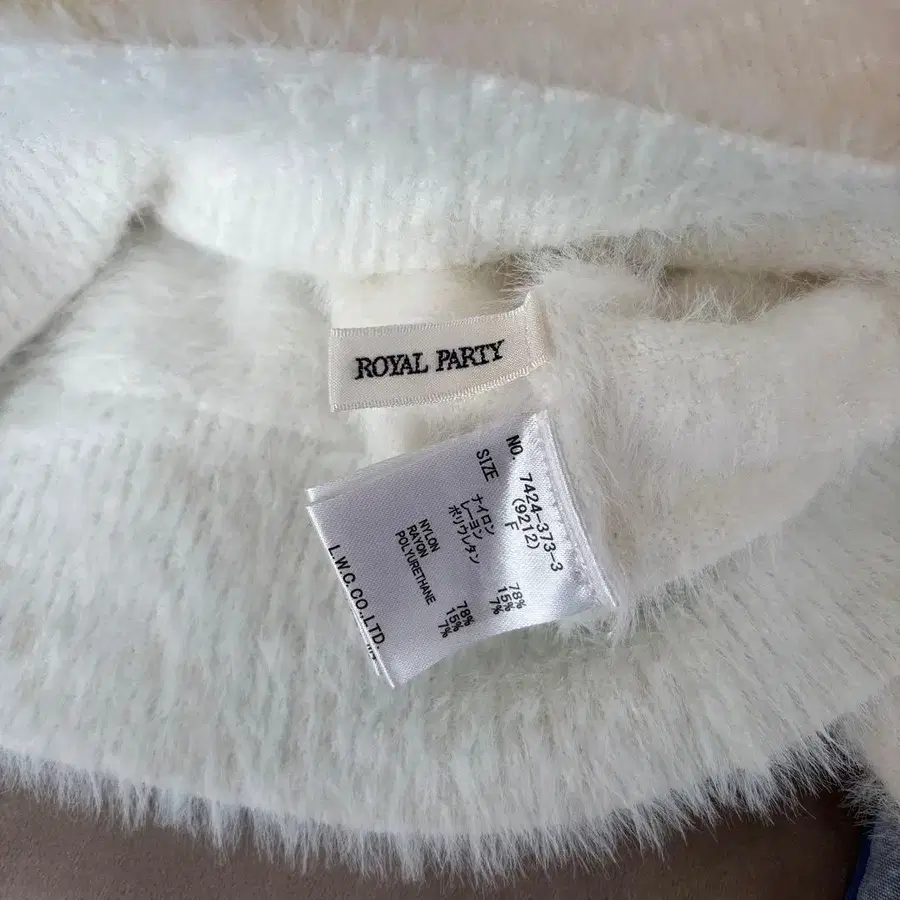 ROYAL PARTY
NO. 7424-373-3
(9212)
SIZE F
ナイロン 78%
レーヨン 15%
ポリウレタン 7%
NYLON 78%
RAYON 15%
POLYURETHANE 7%
L.W.C.CO.,LTD.